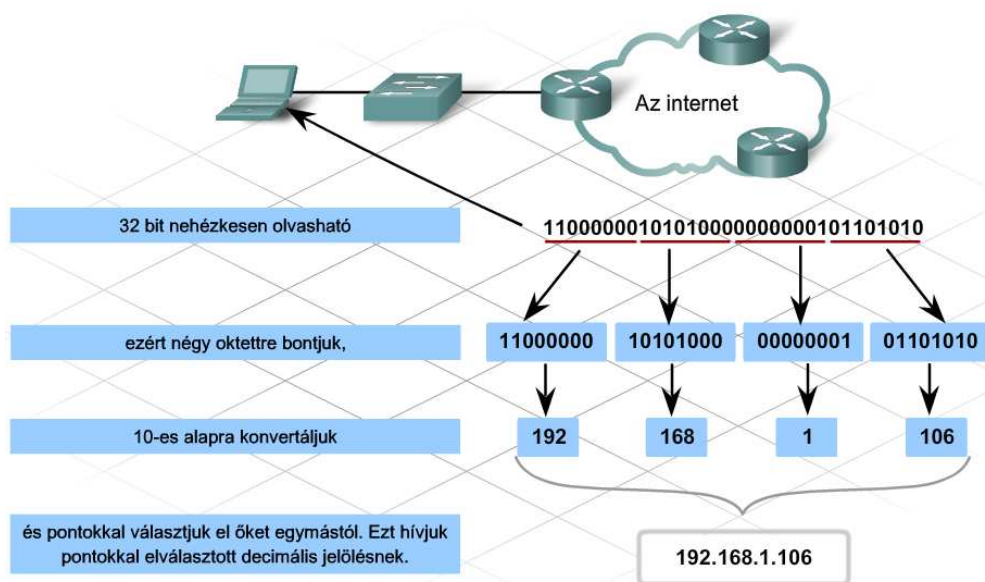 Az internet
32 bit nehézkesen olvasható
11000000101010000000000101101010
ezért négy oktettre bontjuk,
11000000 10101000 00000001 01101010
10-es alapra konvertáljuk
192 168 1 106
és pontokkal választjuk el őket egymástól. Ezt hívjuk
pontokkal elválasztott decimális jelölésnek.
192.168.1.106